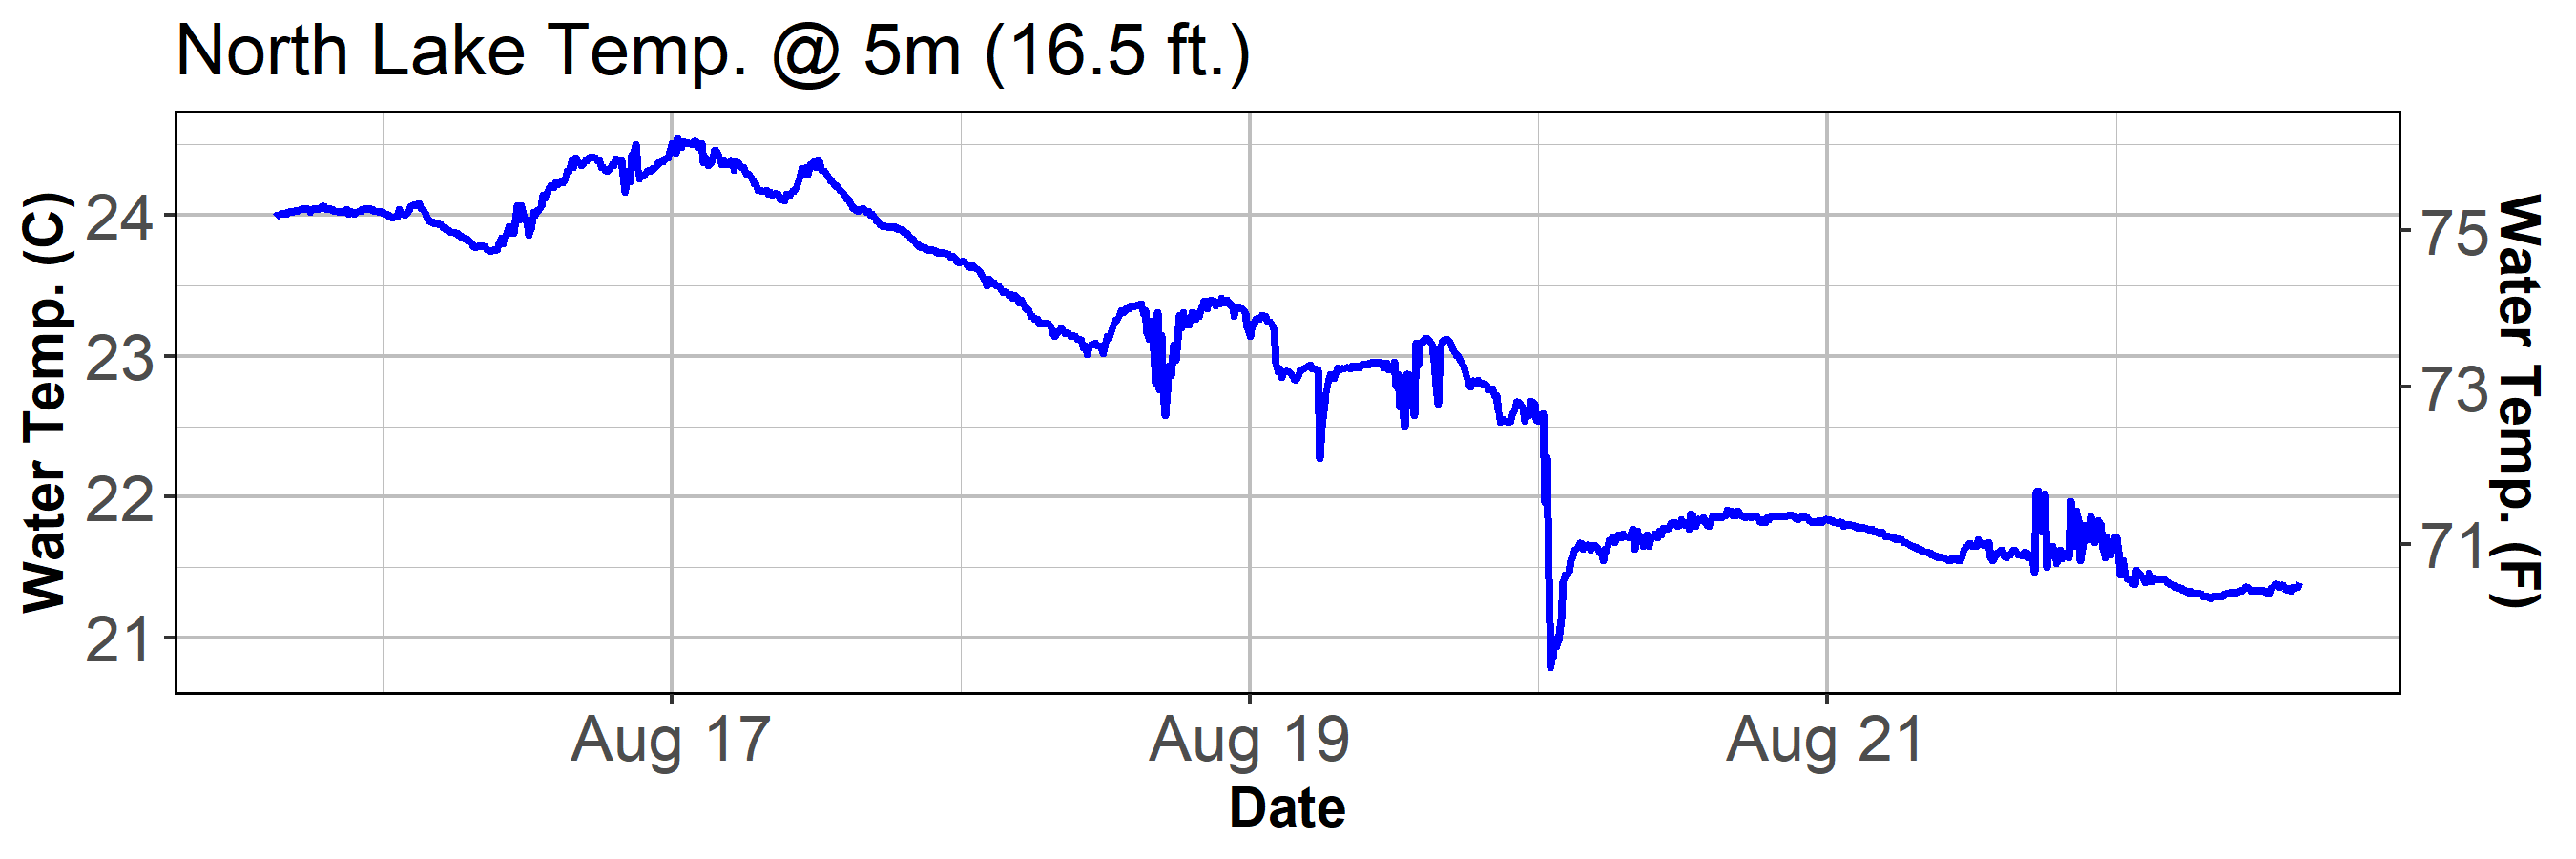 North Lake Temp. @ 5m (16.5 ft.)
Water Temp. (C)
24
23
22
21
75
73
71
Water Temp. (F)
Aug 17
Aug 19
Aug 21
Date